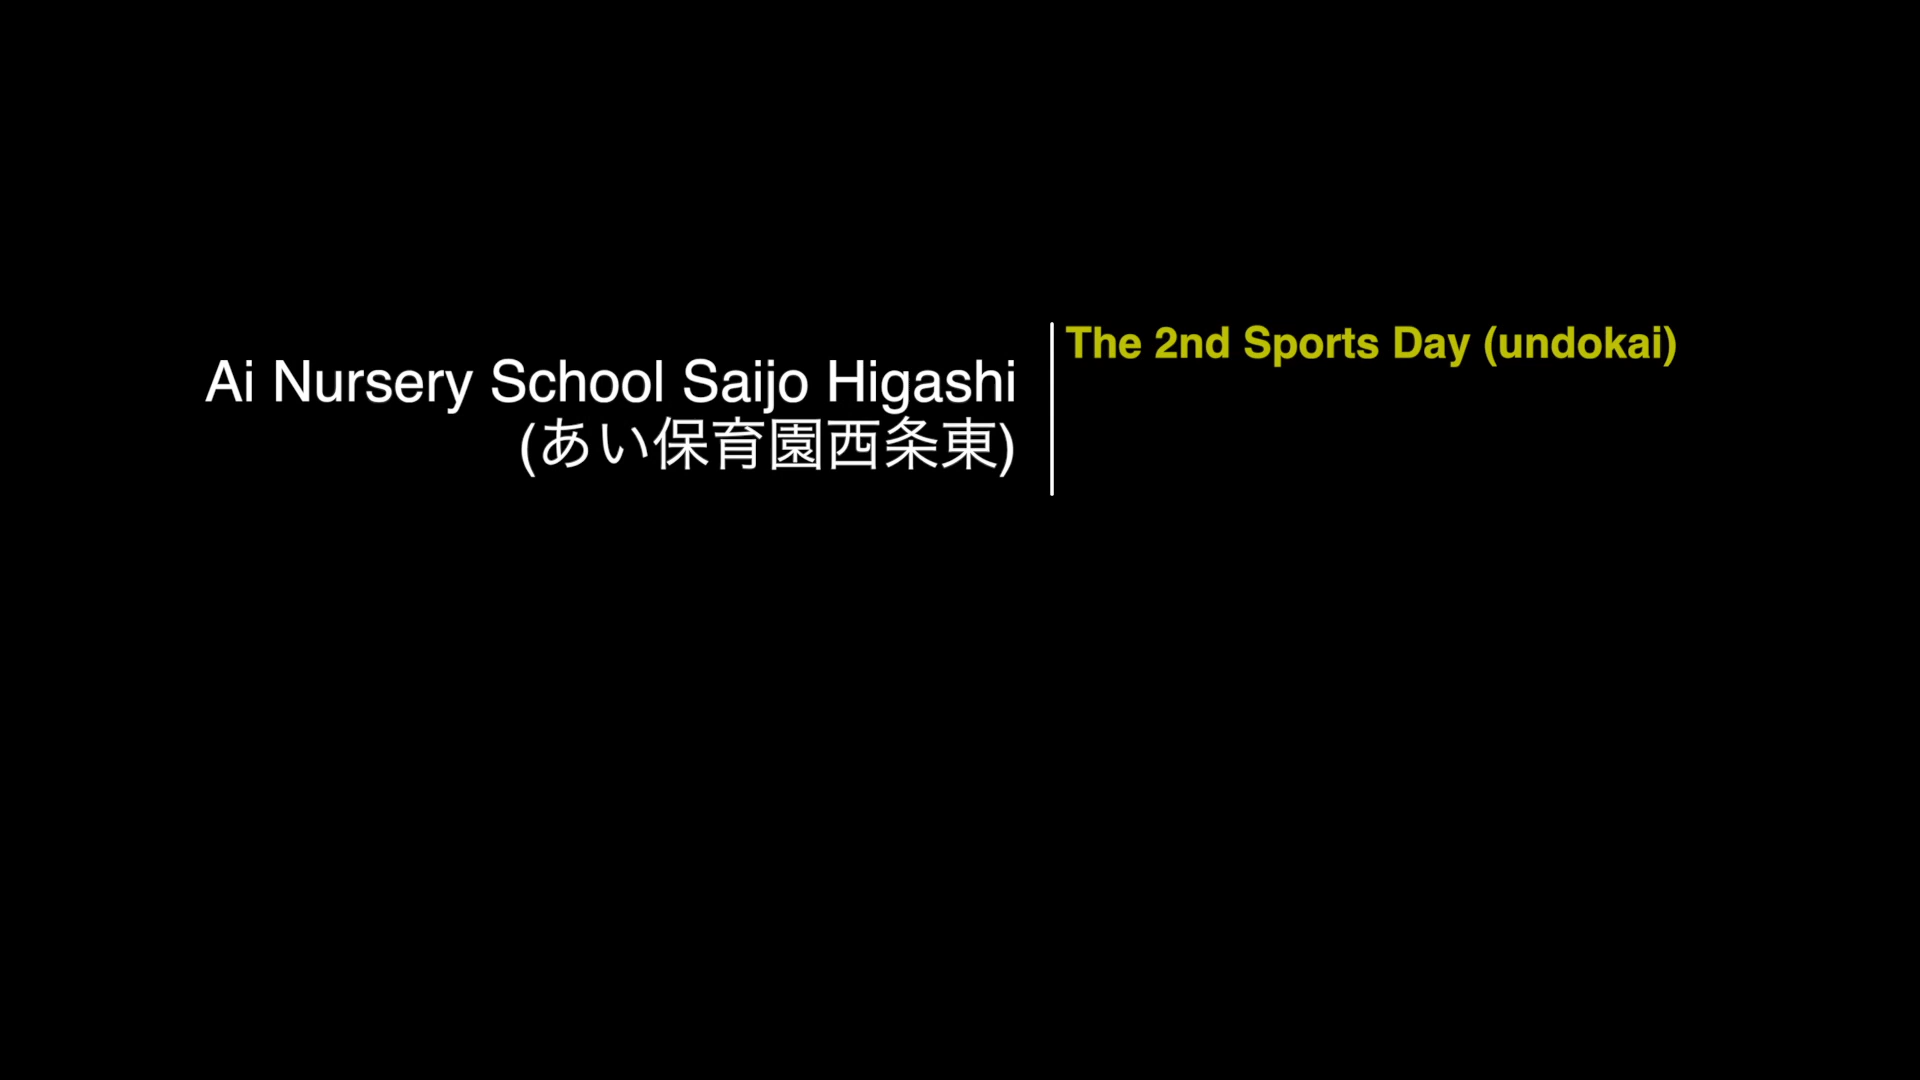 Ai Nursery School Saijo Higashi
(あい保育園西条東)
The 2nd Sports Day (undokai)